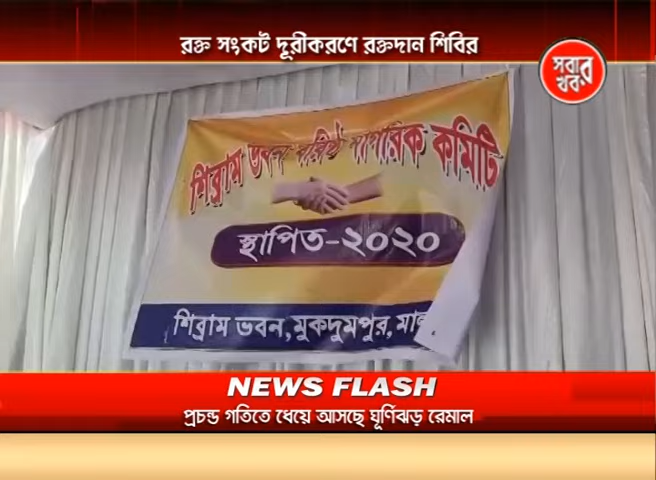 রক্ত সংকট দূরীকরণে রক্তদান শিবির
সবার
খবর
শিব্রাম ভবন বরিষ্ঠ নাগরিক কমিটি
স্থাপিত-২০২০
শিব্রাম ভবন,মুকদুমপুর,
NEWS FLASH
প্রচন্ড গতিতে ধেয়ে আসছে ঘূর্ণিঝড় রেমাল